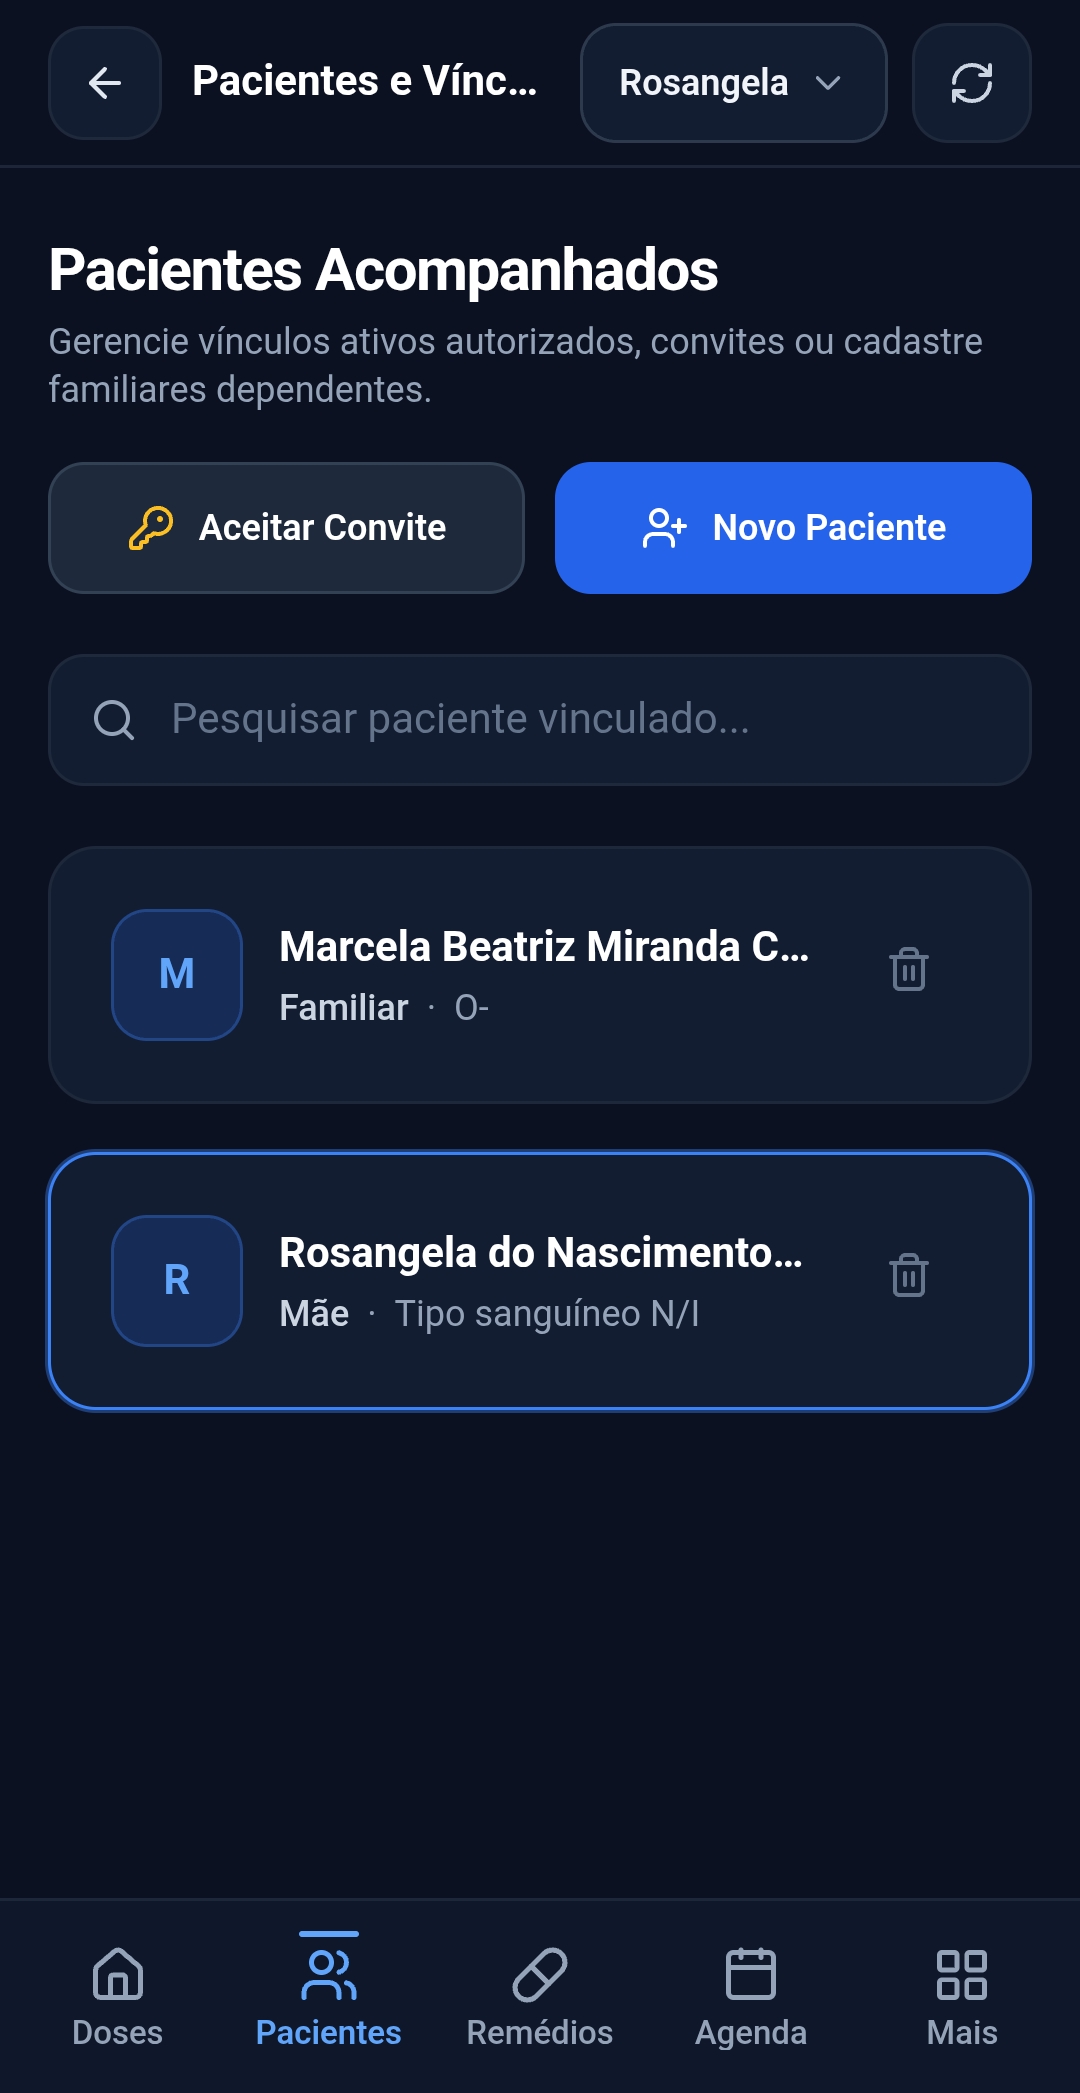 Pacientes e Vínc...
Rosangela
Pacientes Acompanhados
Gerencie vínculos ativos autorizados, convites ou cadastre
familiares dependentes.
Aceitar Convite
Novo Paciente
Pesquisar paciente vinculado...
M
Marcela Beatriz Miranda C...
Familiar · O-
R
Rosangela do Nascimento...
Mãe · Tipo sanguíneo N/I
Doses
Pacientes
Remédios
Agenda
Mais